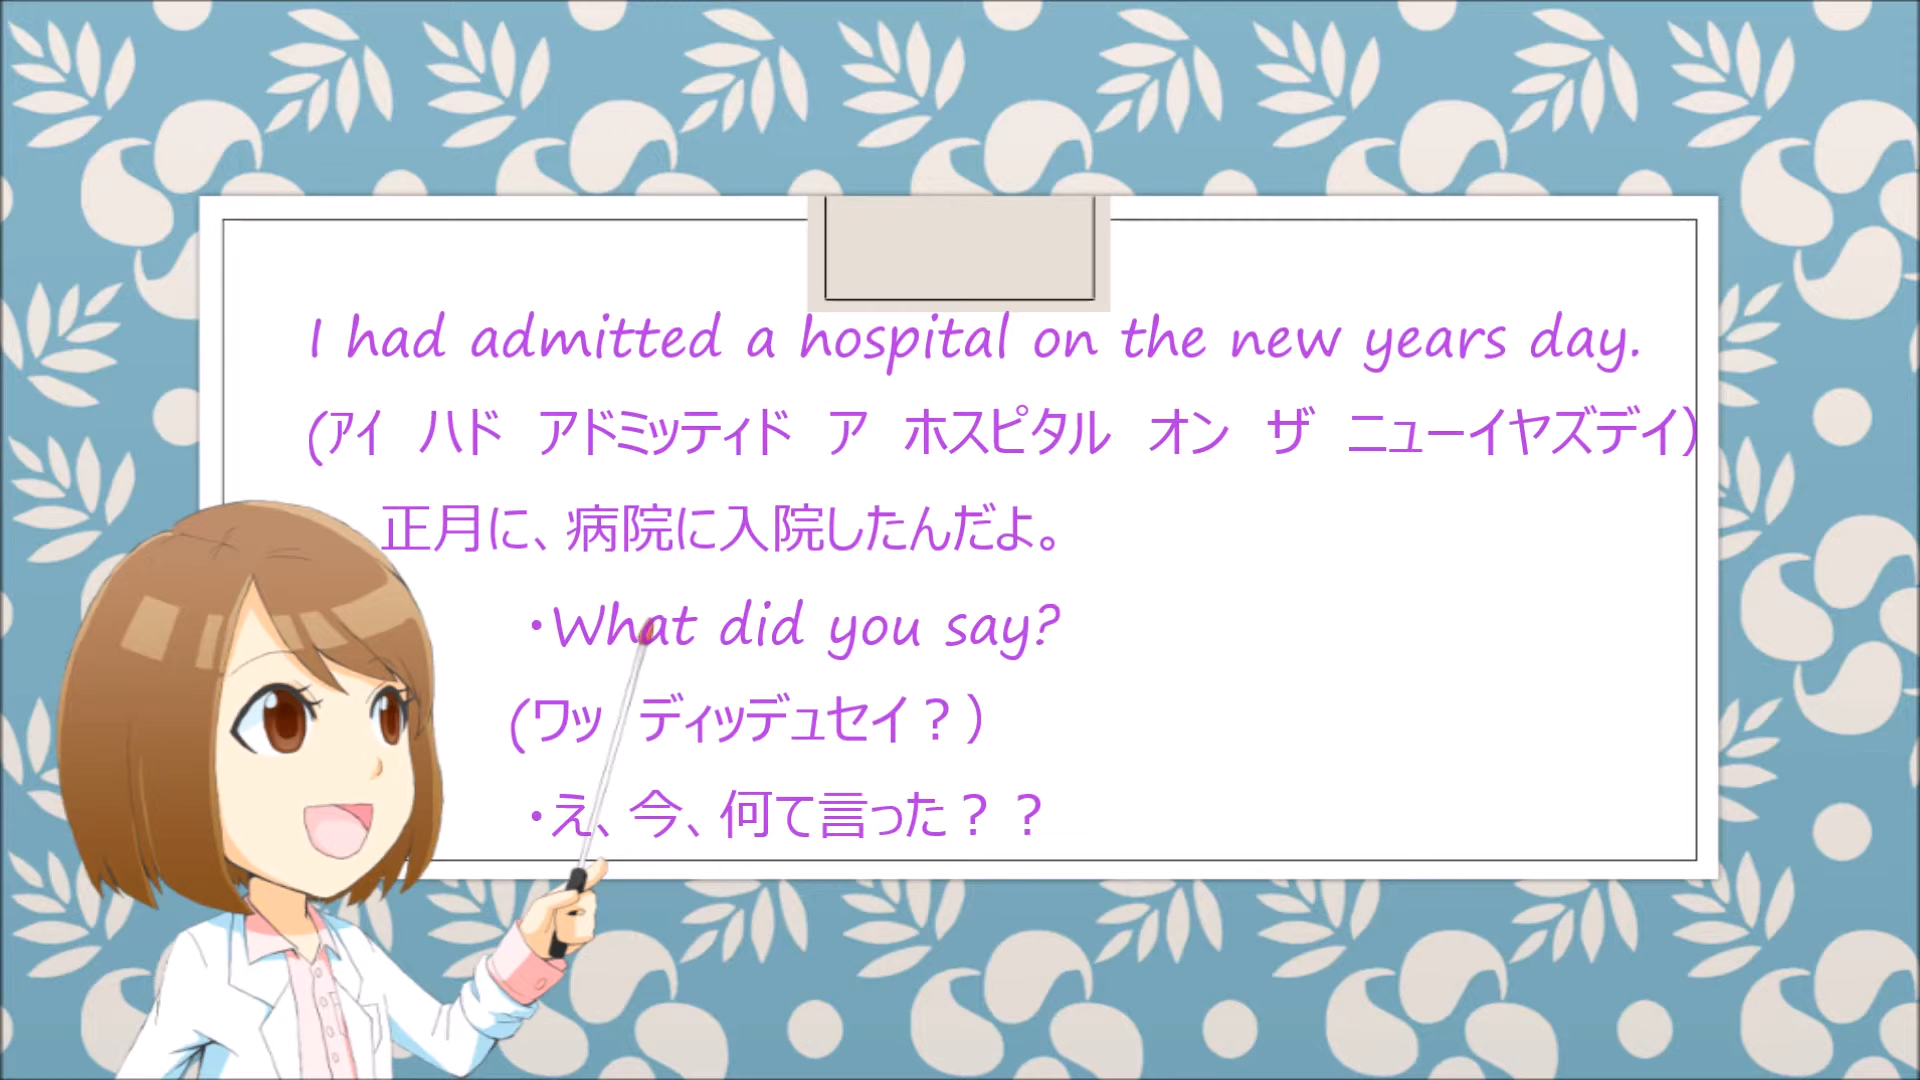 I had admitted a hospital on the new years day.
(ｱｲ　ハド　アドミッティド　ア　ホスピタル　オン　ザ　ニューイヤズデイ)
正月に、病院に入院したんだよ。
・What did you say?
(ワッ　ディッデュセイ？)
・え、今、何て言った？？